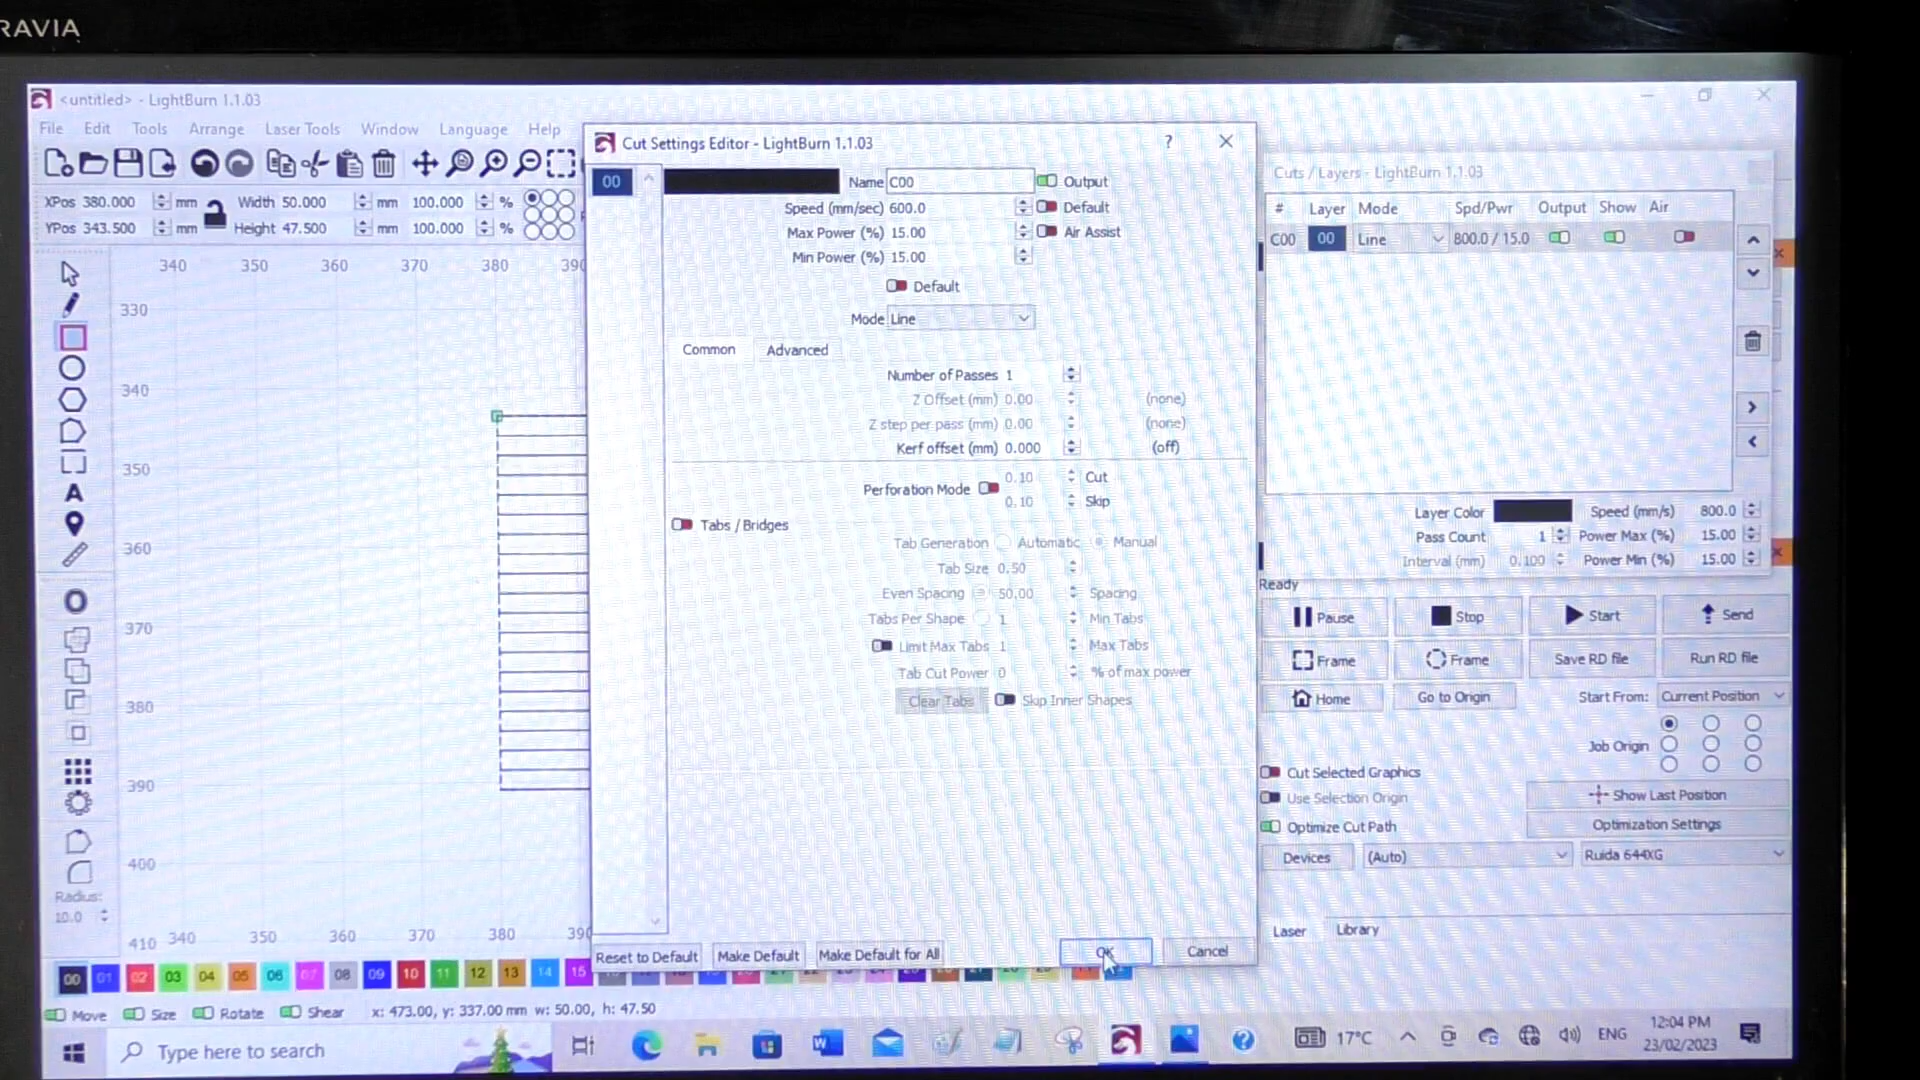 RAVIA
<untitled> - LightBurn 1.1.03
File Edit Tools Arrange Laser Tools Window Language Help
XPos 380.000 mm Width 50.000 mm 100.000 %
YPos 343.500 mm Height 47.500 mm 100.000 %
340 350 360 370 380 390
330
340
350
360
370
380
390
400
410
340 350 360 370 380 390
A
Radius:
10.0
Cut Settings Editor - LightBurn 1.1.03 ?
00
Name C00 Output
Speed (mm/sec) 600.0 Default
Max Power (%) 15.00 Air Assist
Min Power (%) 15.00
Default
Mode Line
Common Advanced
Number of Passes 1
Z Offset (mm) 0.00 (none)
Z step per pass (mm) 0.00 (none)
Kerf offset (mm) 0.000 (off)
Perforation Mode 0.10 Cut
0.10 Skip
Tabs / Bridges
Tab Generation Automatic Manual
Tab Size 0.50
Even Spacing 50.00 Spacing
Tabs Per Shape 1 Min Tabs
Limit Max Tabs 1 Max Tabs
Tab Cut Power 0 % of max power
Clear Tabs Skip Inner Shapes
Reset to Default Make Default Make Default for All OK Cancel
Cuts / Layers - LightBurn 1.1.03
# Layer Mode Spd/Pwr Output Show Air
C00 00 Line 800.0 / 15.0
Layer Color Speed (mm/s) 800.0
Pass Count 1 Power Max (%) 15.00
Interval (mm) 0.100 Power Min (%) 15.00
Ready
Pause Stop Start Send
Frame Frame Save RD file Run RD file
Home Go to Origin Start From: Current Position
Job Origin
Cut Selected Graphics
Use Selection Origin Show Last Position
Optimize Cut Path Optimization Settings
Devices (Auto) Ruida 644XG
Laser Library
00 01 02 03 04 05 06 07 08 09 10 11 12 13 14 15
Move Size Rotate Shear x: 473.00, y: 337.00 mm w: 50.00, h: 47.50
Type here to search 17°C ENG 12:04 PM
23/02/2023